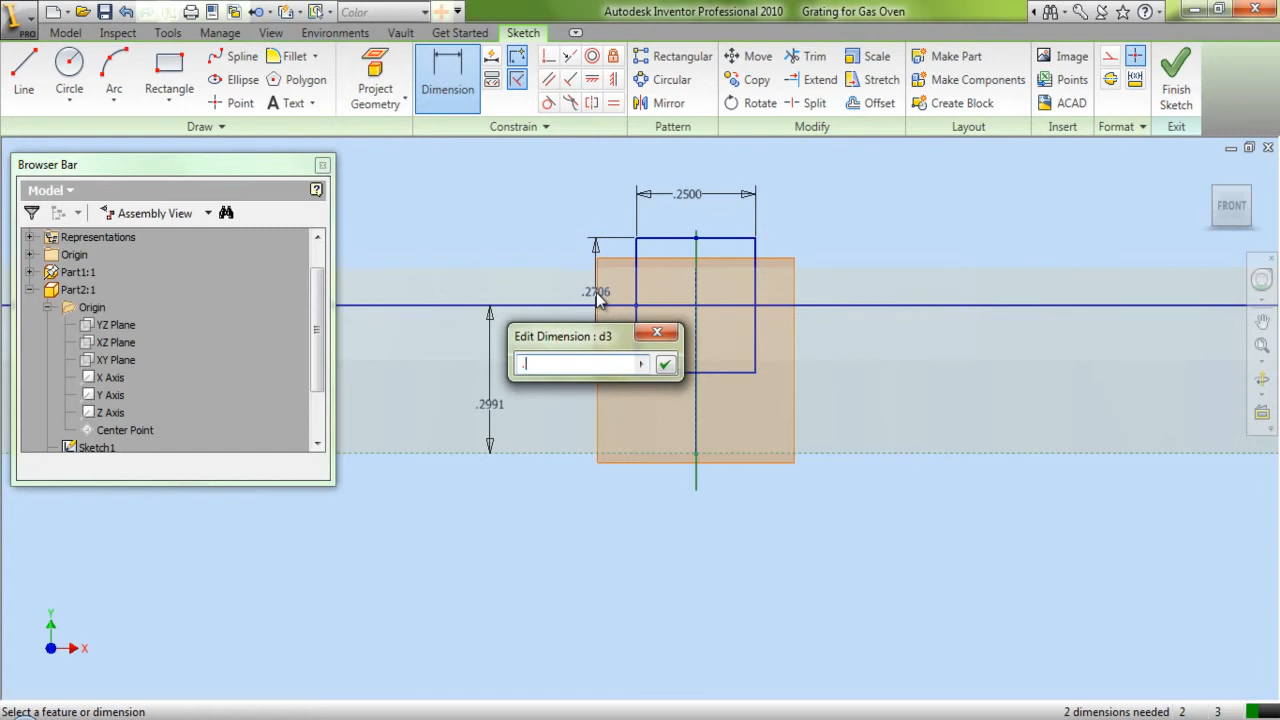 PRO
Color
Autodesk Inventor Professional 2010 Grating for Gas Oven
Model Inspect Tools Manage View Environments Vault Get Started Sketch
Line
Circle
Arc
Rectangle
Spline
Fillet
Ellipse
Polygon
Point
Text
Project
Geometry
Dimension
Rectangular
Circular
Mirror
Move
Trim
Scale
Copy
Extend
Stretch
Rotate
Split
Offset
Make Part
Make Components
Create Block
Image
Points
ACAD
Finish
Sketch
Draw
Constrain
Pattern
Modify
Layout
Insert
Format
Exit
Browser Bar
Model
Assembly View
Representations
Origin
Part1:1
Part2:1
Origin
YZ Plane
XZ Plane
XY Plane
X Axis
Y Axis
Z Axis
Center Point
Sketch1
.2500
.2706
.2991
Edit Dimension : d3
.
FRONT
Y
X
Select a feature or dimension
2 dimensions needed 2 3